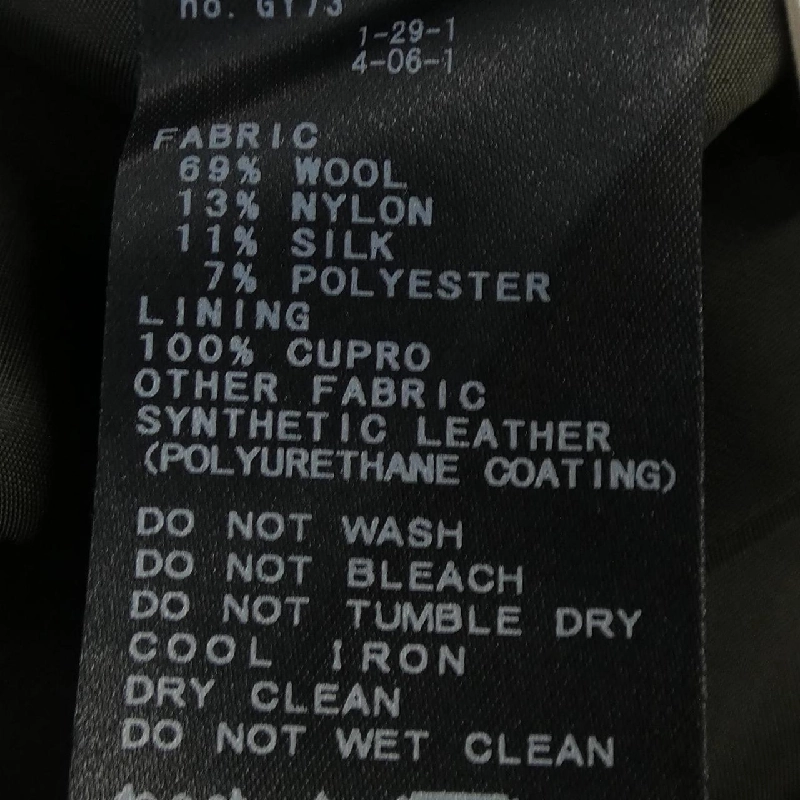 no. GY73
1-29-1
4-06-1
FABRIC
69% WOOL
13% NYLON
11% SILK
7% POLYESTER
LINING
100% CUPRO
OTHER FABRIC
SYNTHETIC LEATHER
(POLYURETHANE COATING)
DO NOT WASH
DO NOT BLEACH
DO NOT TUMBLE DRY
COOL IRON
DRY CLEAN
DO NOT WET CLEAN